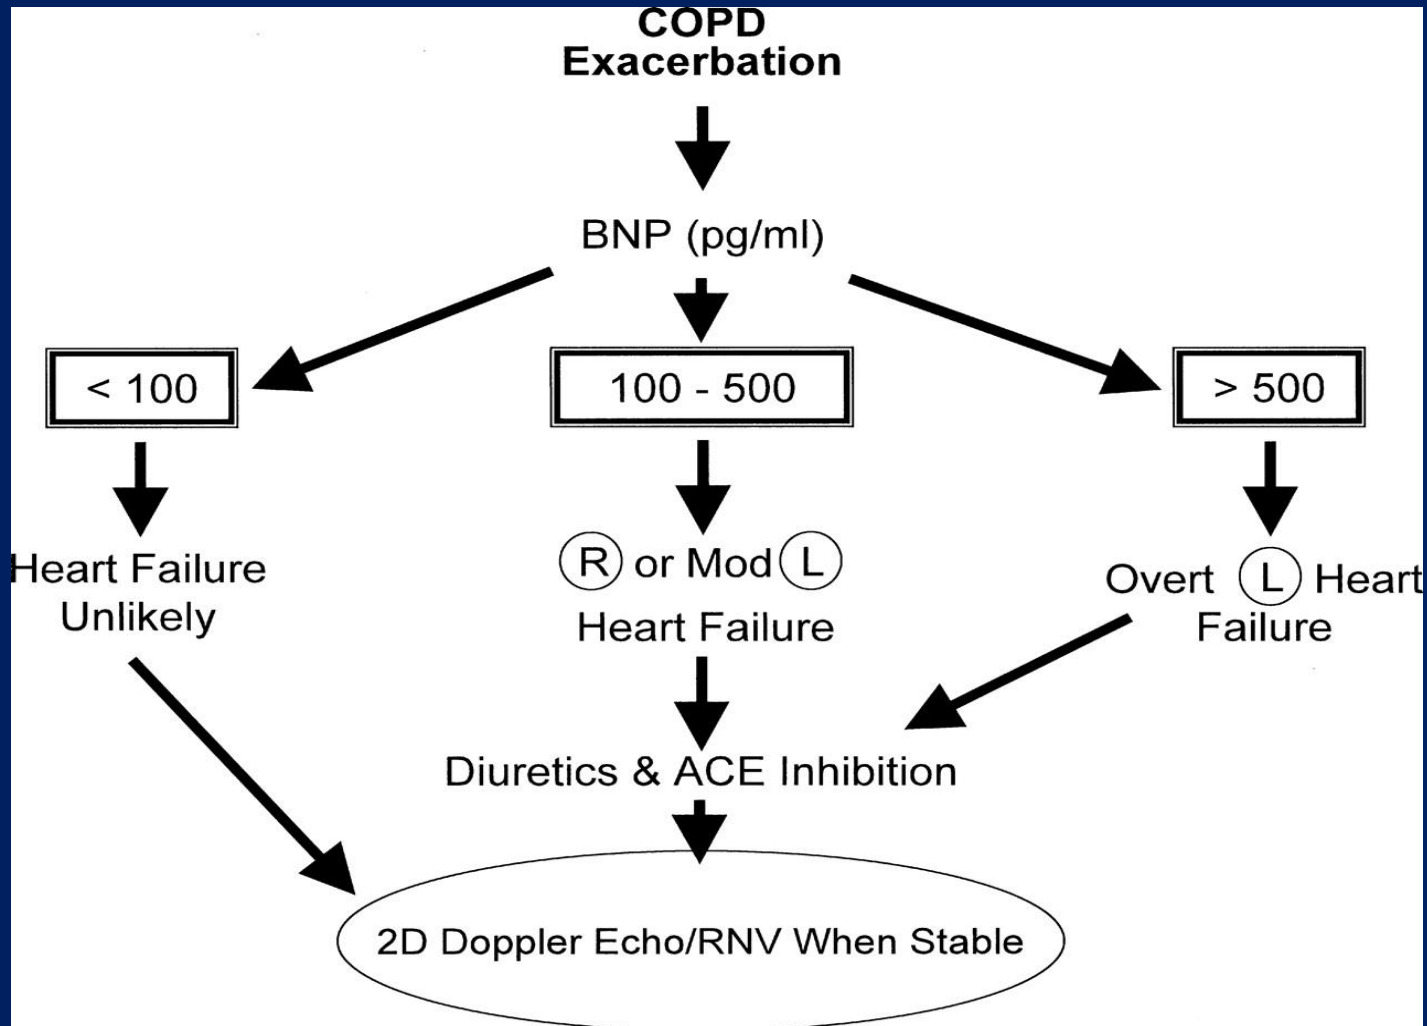 COPD
Exacerbation
BNP (pg/ml)
< 100
100 - 500
> 500
Heart Failure
Unlikely
R or Mod L
Heart Failure
Overt L Heart
Failure
Diuretics & ACE Inhibition
2D Doppler Echo/RNV When Stable